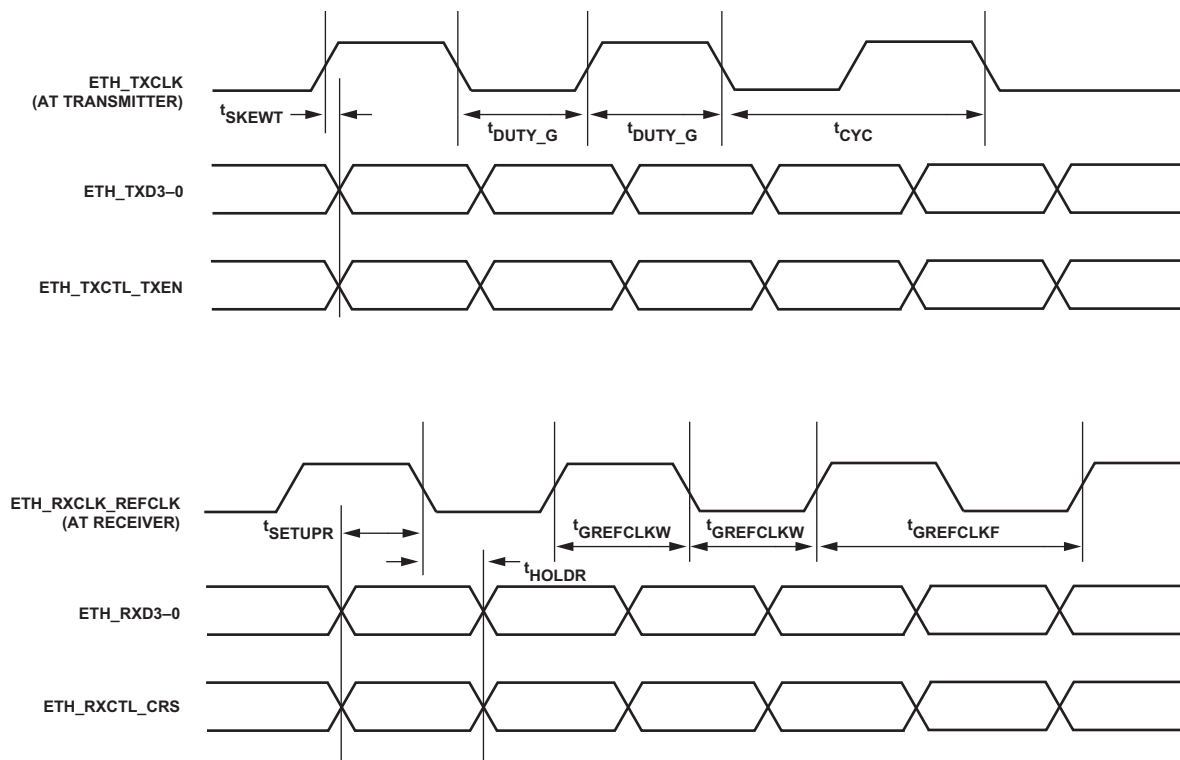 ETH_TXCLK
(AT TRANSMITTER)
tSKEWT
tDUTY_G
tDUTY_G
tCYC
ETH_TXD3–0
ETH_TXCTL_TXEN
ETH_RXCLK_REFCLK
(AT RECEIVER)
tSETUPR
tGREFCLKW
tGREFCLKW
tGREFCLKF
tHOLDR
ETH_RXD3–0
ETH_RXCTL_CRS